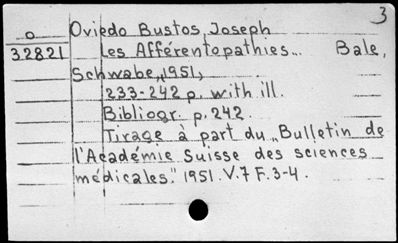 3
o Oviedo Bustos, Joseph
32821 Les Afférentopathies... Bale,
Schwabe, 1951,
233-242 p. with ill.
Bibliogr. p. 242.
Tirage à part du „Bulletin de
l'Académie Suisse des sciences
médicales." 1951. V.7 F.3-4.